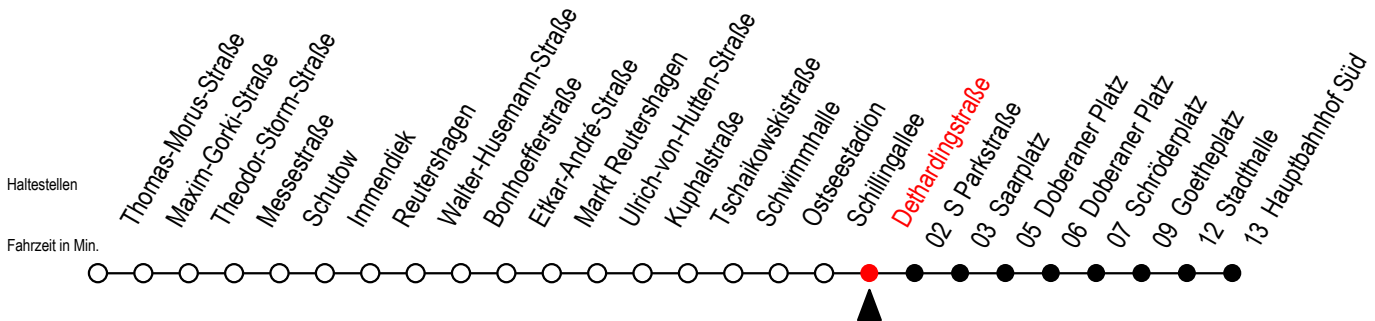 Haltestellen
Fahrzeit in Min.
Thomas-Morus-Straße
Maxim-Gorki-Straße
Theodor-Storm-Straße
Messestraße
Schutow
Immendiek
Reutershagen
Walter-Husemann-Straße
Bonhoefferstraße
Etkar-André-Straße
Markt Reutershagen
Ulrich-von-Hutten-Straße
Kuphalstraße
Tschaikowskistraße
Schwimmhalle
Ostseestadion
Schillingallee
Dethardingstraße
02 S Parkstraße
03 Saarplatz
05 Doberaner Platz
06 Doberaner Platz
07 Schröderplatz
09 Goetheplatz
12 Stadthalle
13 Hauptbahnhof Süd